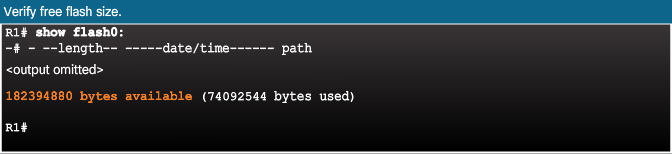 Verify free flash size.
R1# show flash0:
-# - --length-- -----date/time------ path
<output omitted>
182394880 bytes available (74092544 bytes used)
R1#